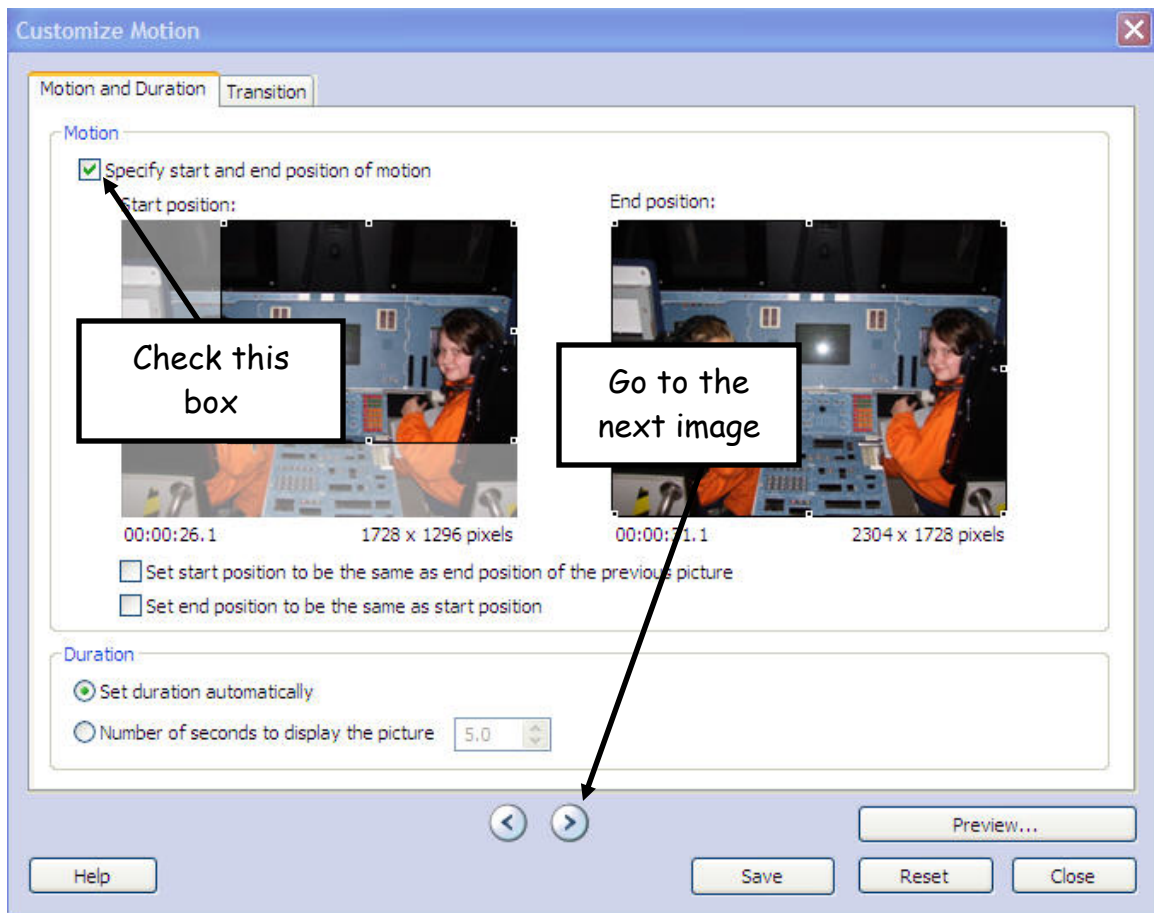 Customize Motion
Motion and Duration
Transition
Motion
Specify start and end position of motion
Start position:
End position:
Check this
box
Go to the
next image
00:00:26.1
1728 x 1296 pixels
00:00:31.1
2304 x 1728 pixels
Set start position to be the same as end position of the previous picture
Set end position to be the same as start position
Duration
Set duration automatically
Number of seconds to display the picture
5.0
Preview...
Help
Save
Reset
Close